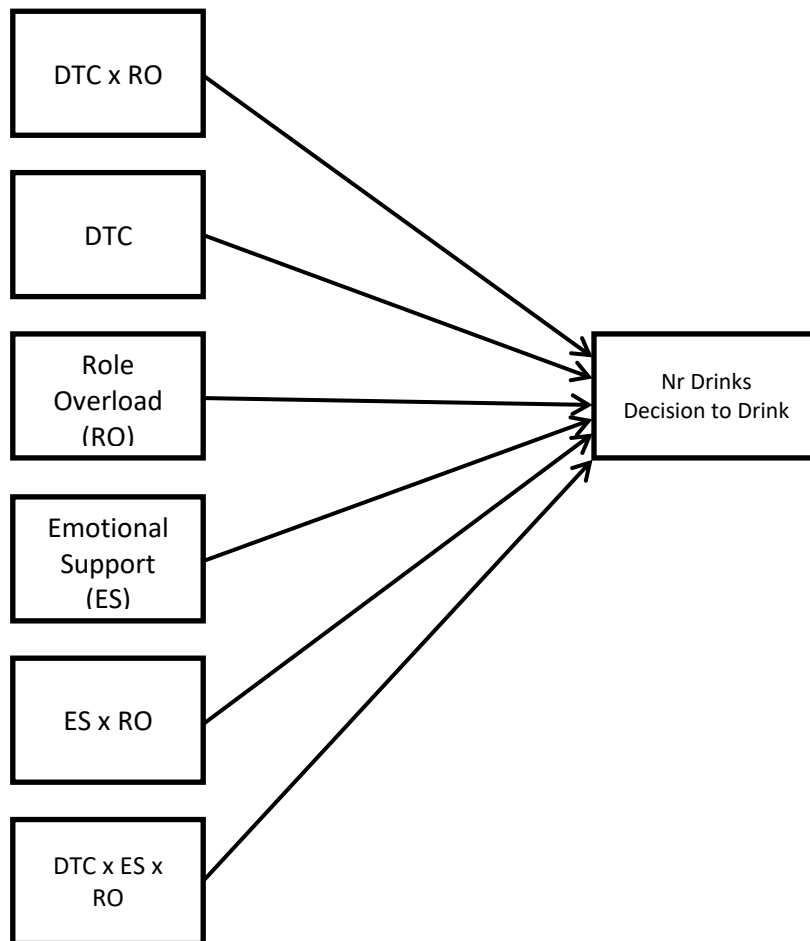 DTC x RO
DTC
Role
Overload
(RO)
Nr Drinks
Decision to Drink
Emotional
Support
(ES)
ES x RO
DTC x ES x
RO